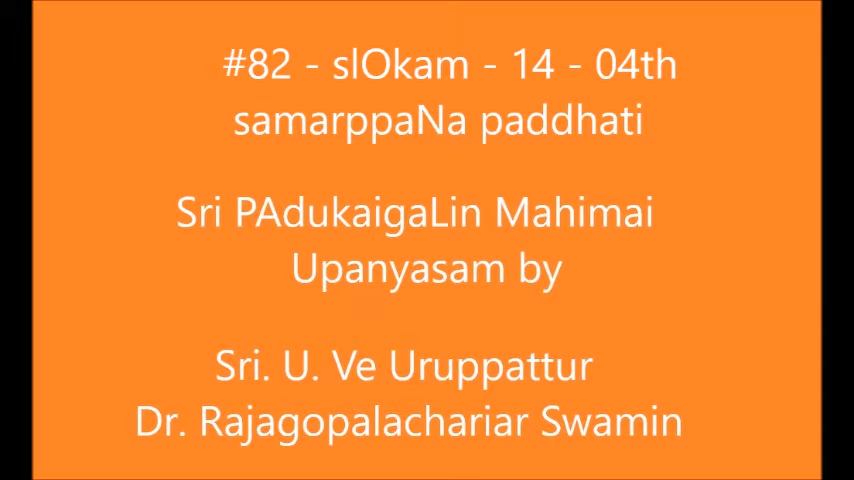 #82 - slOkam - 14 - 04th
samarppaNa paddhati
Sri PAdukaigaLin Mahimai
Upanyasam by
Sri. U. Ve Uruppattur
Dr. Rajagopalachariar Swamin